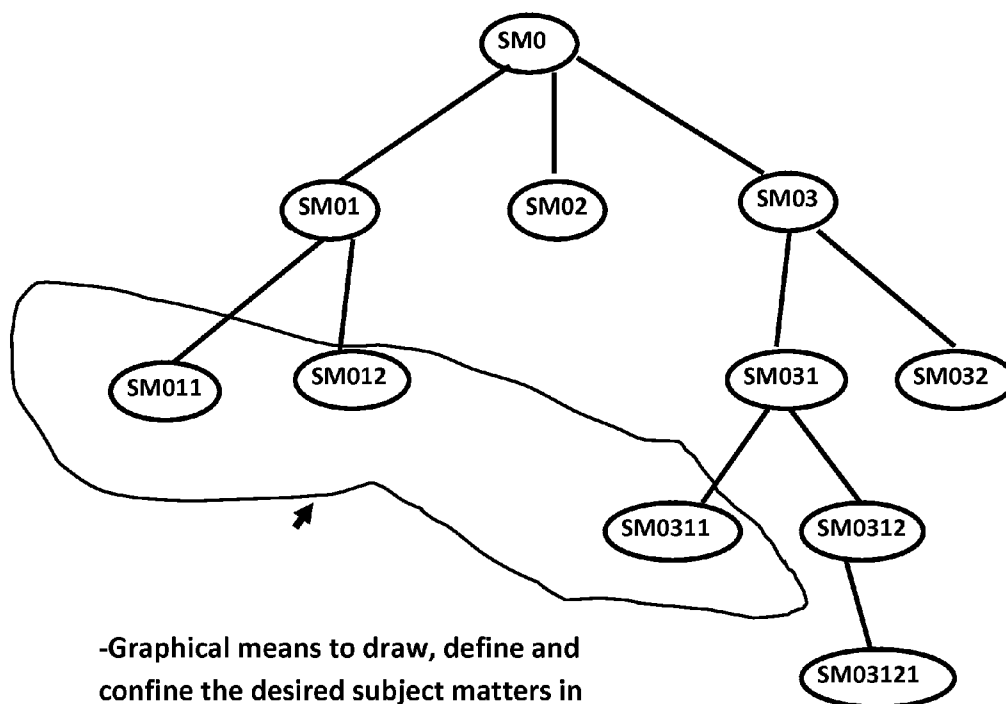 SM0
SM01
SM02
SM03
SM011
SM012
SM031
SM032
SM0311
SM0312
SM03121
-Graphical means to draw, define and
confine the desired subject matters in